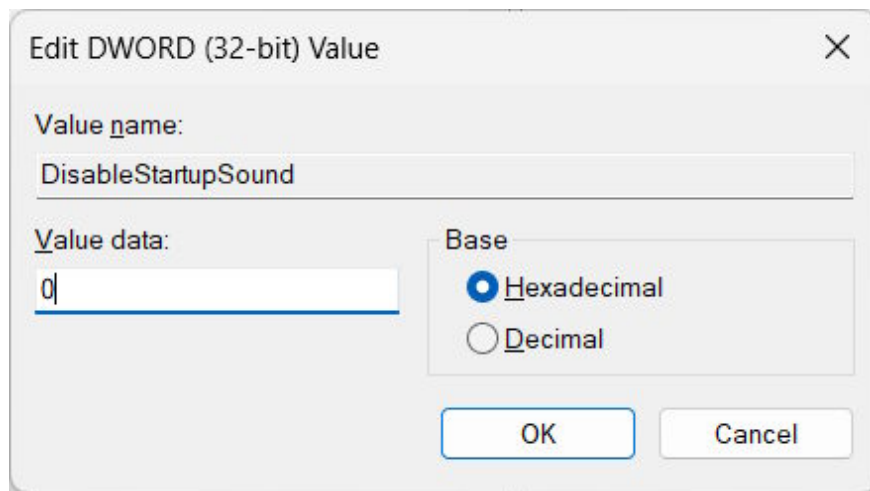 Edit DWORD (32-bit) Value
Value name:
DisableStartupSound
Value data:
0
Base
Hexadecimal
Decimal
OK
Cancel